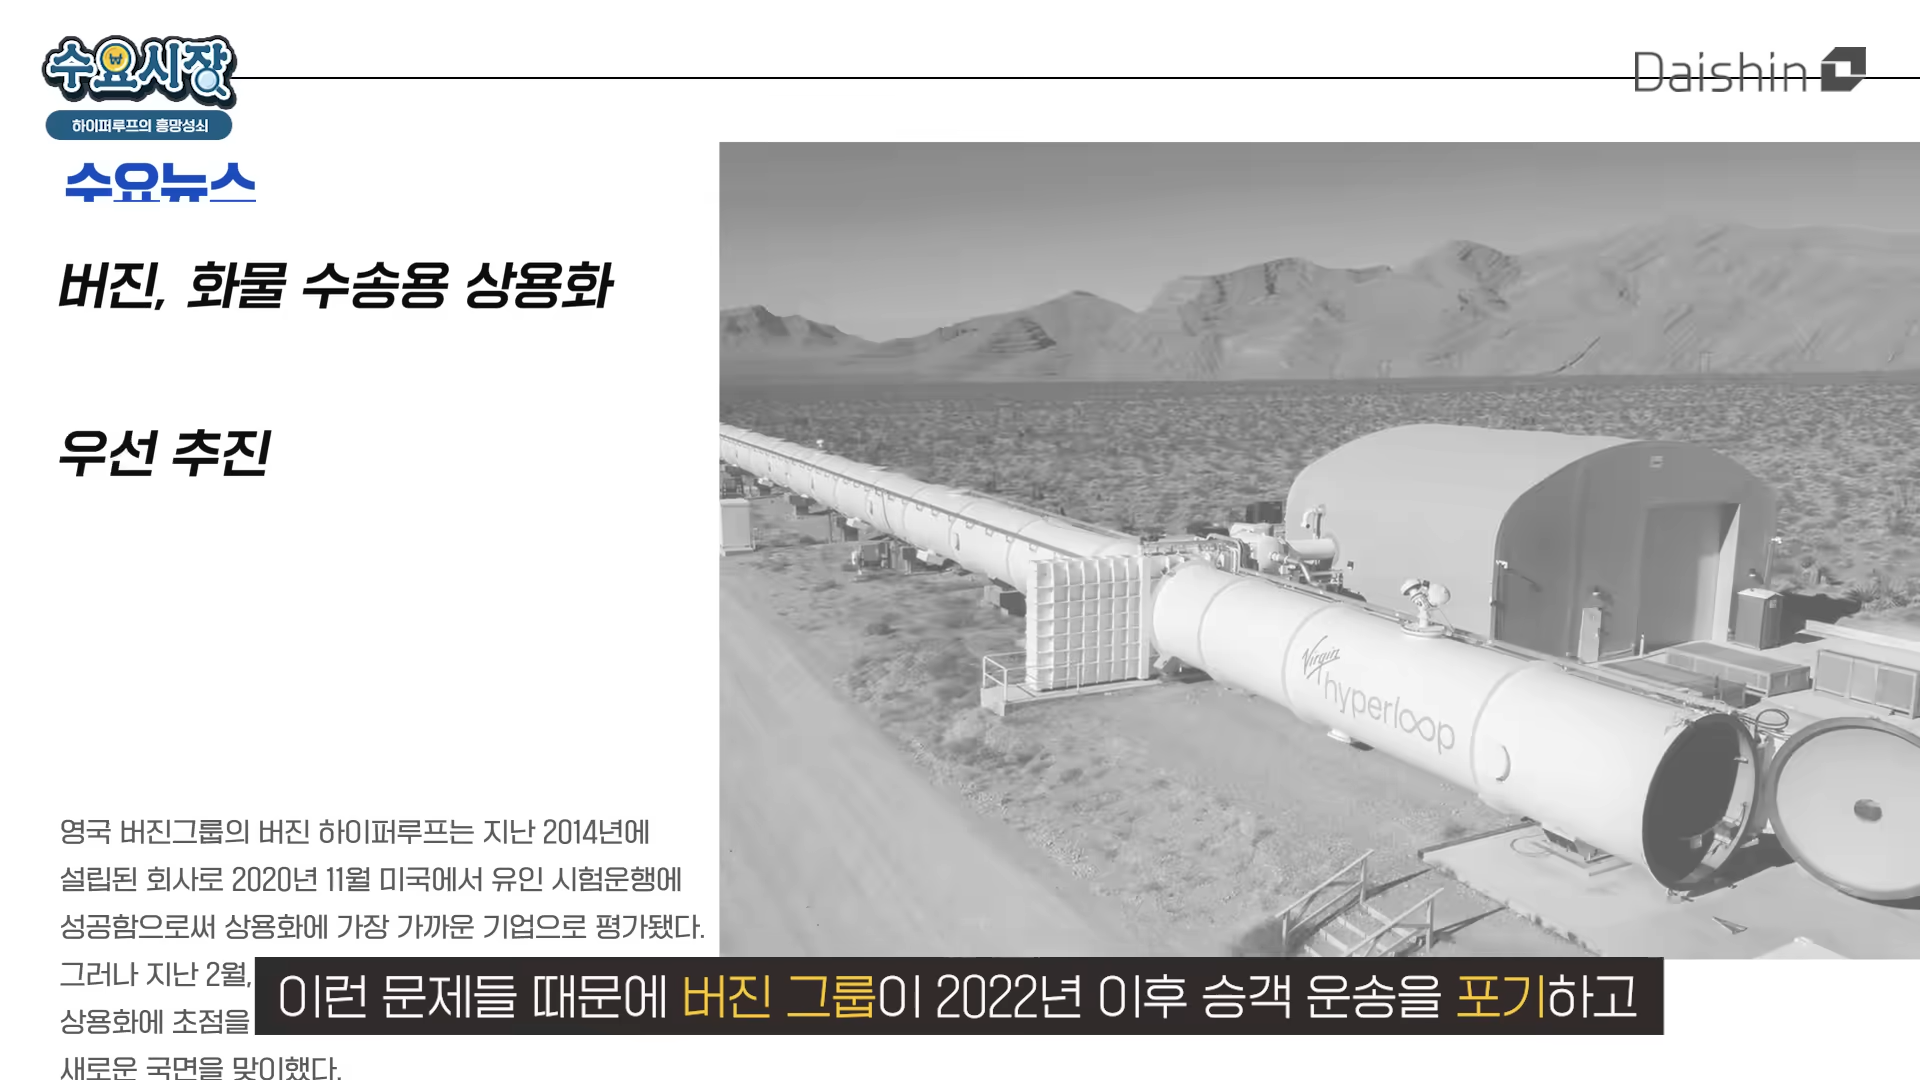 수요시장
Daishin
하이퍼루프의 흥망성쇠
수요뉴스
버진, 화물 수송용 상용화
우선 추진
Virgin
hyperloop
영국 버진그룹의 버진 하이퍼루프는 지난 2014년에
설립된 회사로 2020년 11월 미국에서 유인 시험운행에
성공함으로써 상용화에 가장 가까운 기업으로 평가됐다.
그러나 지난 2월,
상용화에 초점을
새로운 국면을 맞이했다.
이런 문제들 때문에 버진 그룹이 2022년 이후 승객 운송을 포기하고